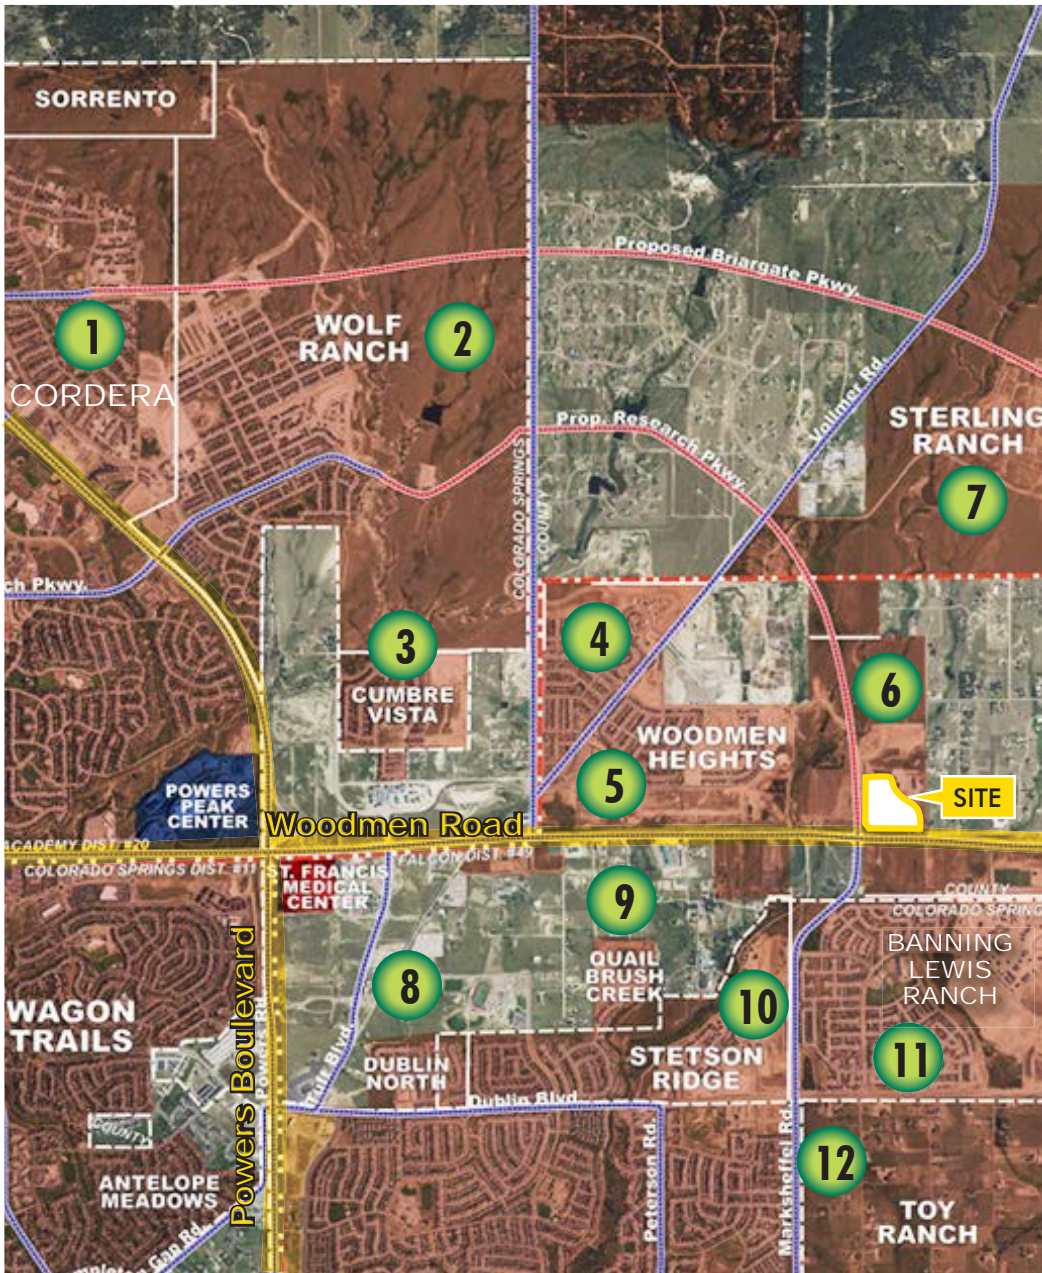 SORRENTO
Proposed Briargate Pkwy.
1
WOLF
RANCH
2
CORDERA
Vollmer Rd.
Prop. Research Pkwy.
STERLING
RANCH
7
COLORADO SPRINGS
COUNTY
ch Pkwy.
3
CUMBRE
VISTA
4
6
WOODMEN
HEIGHTS
5
POWERS
PEAK
CENTER
SITE
Woodmen Road
ACADEMY DIST. #20
COLORADO SPRINGS DIST. #11
FALCON DIST. #49
ST. FRANCIS
MEDICAL
CENTER
COUNTY
COLORADO SPRING
9
QUAIL
BRUSH
CREEK
BANNING
LEWIS
RANCH
8
10
WAGON
TRAILS
Powers Boulevard
Tutt Blvd.
DUBLIN
NORTH
STETSON
RIDGE
11
Dublin Blvd
COUNTY
Peterson Rd.
Marksheffel Rd.
12
ANTELOPE
MEADOWS
TOY
RANCH
mpleton Gap Rd.